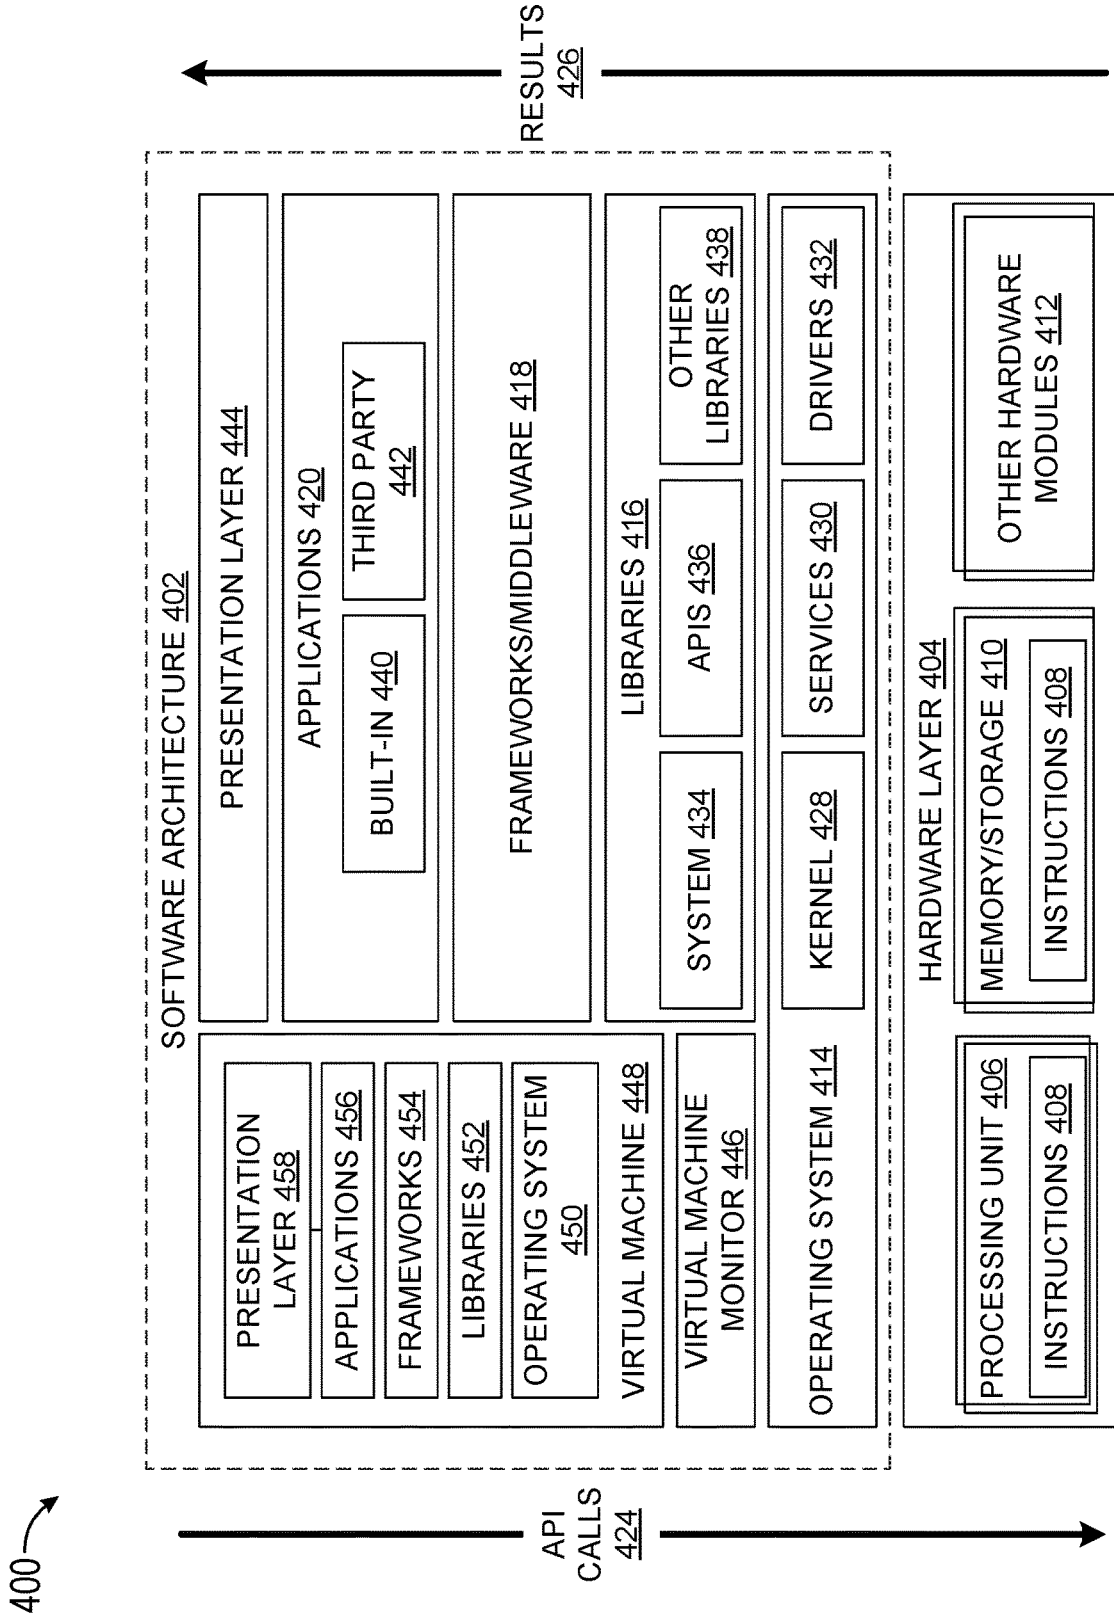 400
SOFTWARE ARCHITECTURE 402
PRESENTATION
LAYER 458
APPLICATIONS 456
FRAMEWORKS 454
LIBRARIES 452
OPERATING SYSTEM
450
VIRTUAL MACHINE 448
VIRTUAL MACHINE
MONITOR 446
PRESENTATION LAYER 444
APPLICATIONS 420
BUILT-IN 440
THIRD PARTY
442
FRAMEWORKS/MIDDLEWARE 418
LIBRARIES 416
SYSTEM 434
APIS 436
OTHER
LIBRARIES 438
OPERATING SYSTEM 414
KERNEL 428
SERVICES 430
DRIVERS 432
HARDWARE LAYER 404
PROCESSING UNIT 406
INSTRUCTIONS 408
MEMORY/STORAGE 410
INSTRUCTIONS 408
OTHER HARDWARE
MODULES 412
API
CALLS
424
RESULTS
426